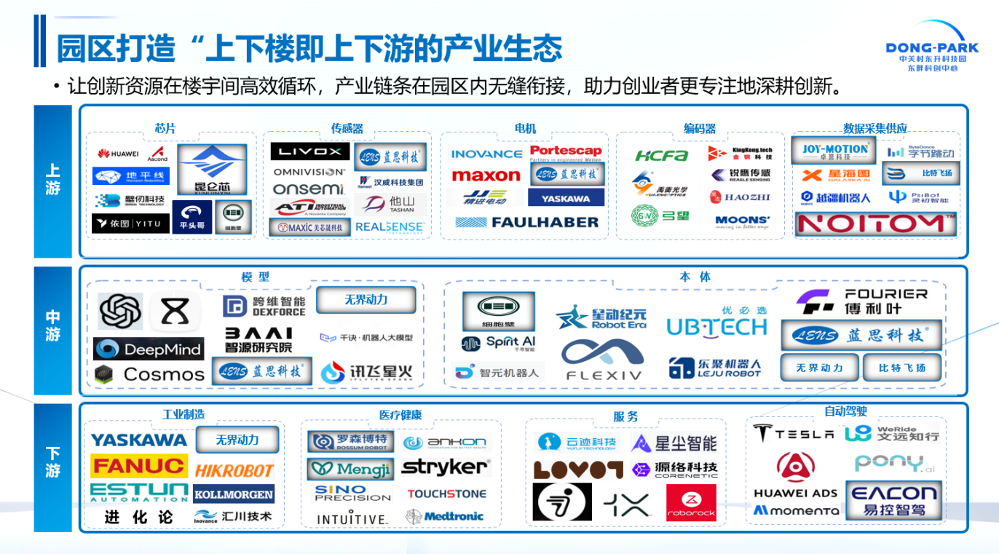 园区打造“上下楼即上下游的产业生态
DONG-PARK
中关村东升科技园
东畔科创中心
• 让创新资源在楼宇间高效循环，产业链条在园区内无缝衔接，助力创业者更专注地深耕创新。
上游
芯片
HUAWEI
Ascend
地平线
Horizon Robotics
壁仞科技
BIREN TECHNOLOGY
依图 YITU
昆仑芯
KUNLUNXIN
平头哥
细胞壁
传感器
LIVOX
LENS 蓝思科技
OMNIVISION
Hanwei 汉威科技集团
onsemi
ATI INDUSTRIAL AUTOMATION
A Novanta Company
他山
TASHAN
MAXIC 美芯晟科技
REALSENSE
TECHNOLOGY
电机
INOVANCE
Portescap
Partners in engineered Motion.
maxon
LENS 蓝思科技
精进电动
YASKAWA
FAULHABER
编码器
HCFA
KingKong.tech
金钢科技
禹衡光学
YUHENGOPTICS
锐鹰传感
REAGLE SENSING
HAOZHI
弓望
MOONS'
moving in better ways
数据采集供应
JOY-MOTION
卓誉科技
ByteDance
字节跳动
星海图
GALAXEA AI
比特飞扬
越疆机器人
DOBOT
PsiBot
灵初智能
NOITOM™
中游
模 型
DeepMind
Cosmos
跨维智能
DEXFORCE
BAAI
智源研究院
LENS 蓝思科技
无界动力
千诀·机器人大模型
讯飞星火
IFLYTEK SPARK
本 体
细胞壁
Spirit AI
千寻智能
智元机器人
星动纪元
Robot Era
FLEXIV
优必选
UBTECH
乐聚机器人
LEJU ROBOT
FOURIER
傅利叶
LENS 蓝思科技
无界动力
比特飞扬
下游
工业制造
YASKAWA
无界动力
FANUC
HIKROBOT
ESTUN
AUTOMATION
KOLLMORGEN
进 化 论
Inovance 汇川技术
医疗健康
罗森博特
ROSSUM ROBOT
ankon
Mengji
stryker
SINO
PRECISION
TOUCHSTONE
INTUITIVE
Medtronic
服务
云迹科技
YUNJI TECHNOLOGY
星尘智能
LOVOT
源络科技
CORENETIC
1X
roborock
自动驾驶
TESLA
WeRide
文远知行
HUAWEI ADS
pony.ai
momenta
EACON
易控智驾